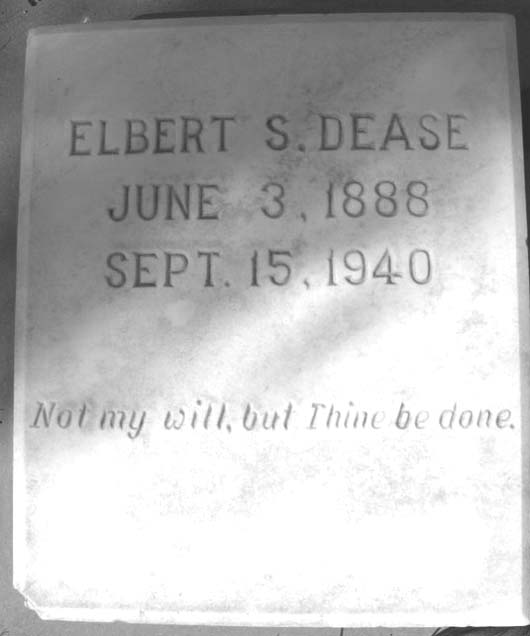 ELBERT S. DEASE
JUNE 3, 1888
SEPT. 15, 1940
Not my will, but Thine be done.